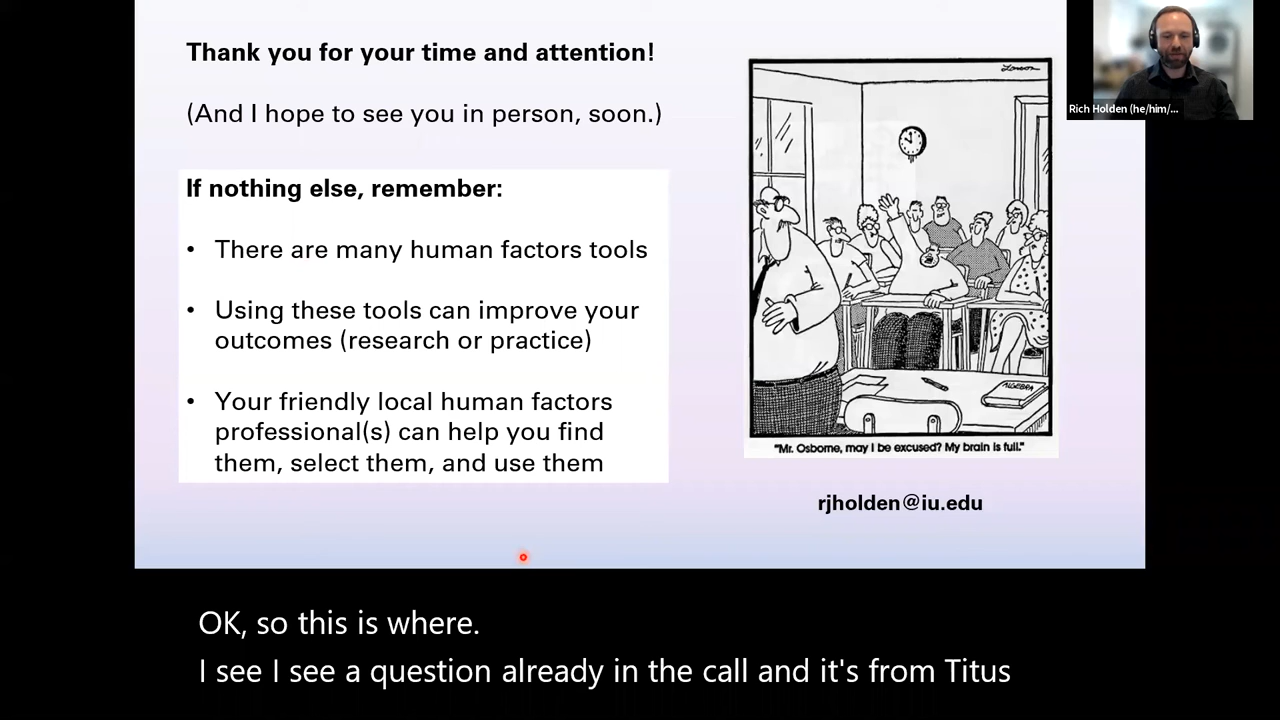 Thank you for your time and attention!
(And I hope to see you in person, soon.)
If nothing else, remember:
• There are many human factors tools
• Using these tools can improve your
outcomes (research or practice)
• Your friendly local human factors
professional(s) can help you find
them, select them, and use them
Larson
ALGEBRA
"Mr. Osborne, may I be excused? My brain is full."
rjholden@iu.edu
Rich Holden (he/him/...
OK, so this is where.
I see I see a question already in the call and it's from Titus